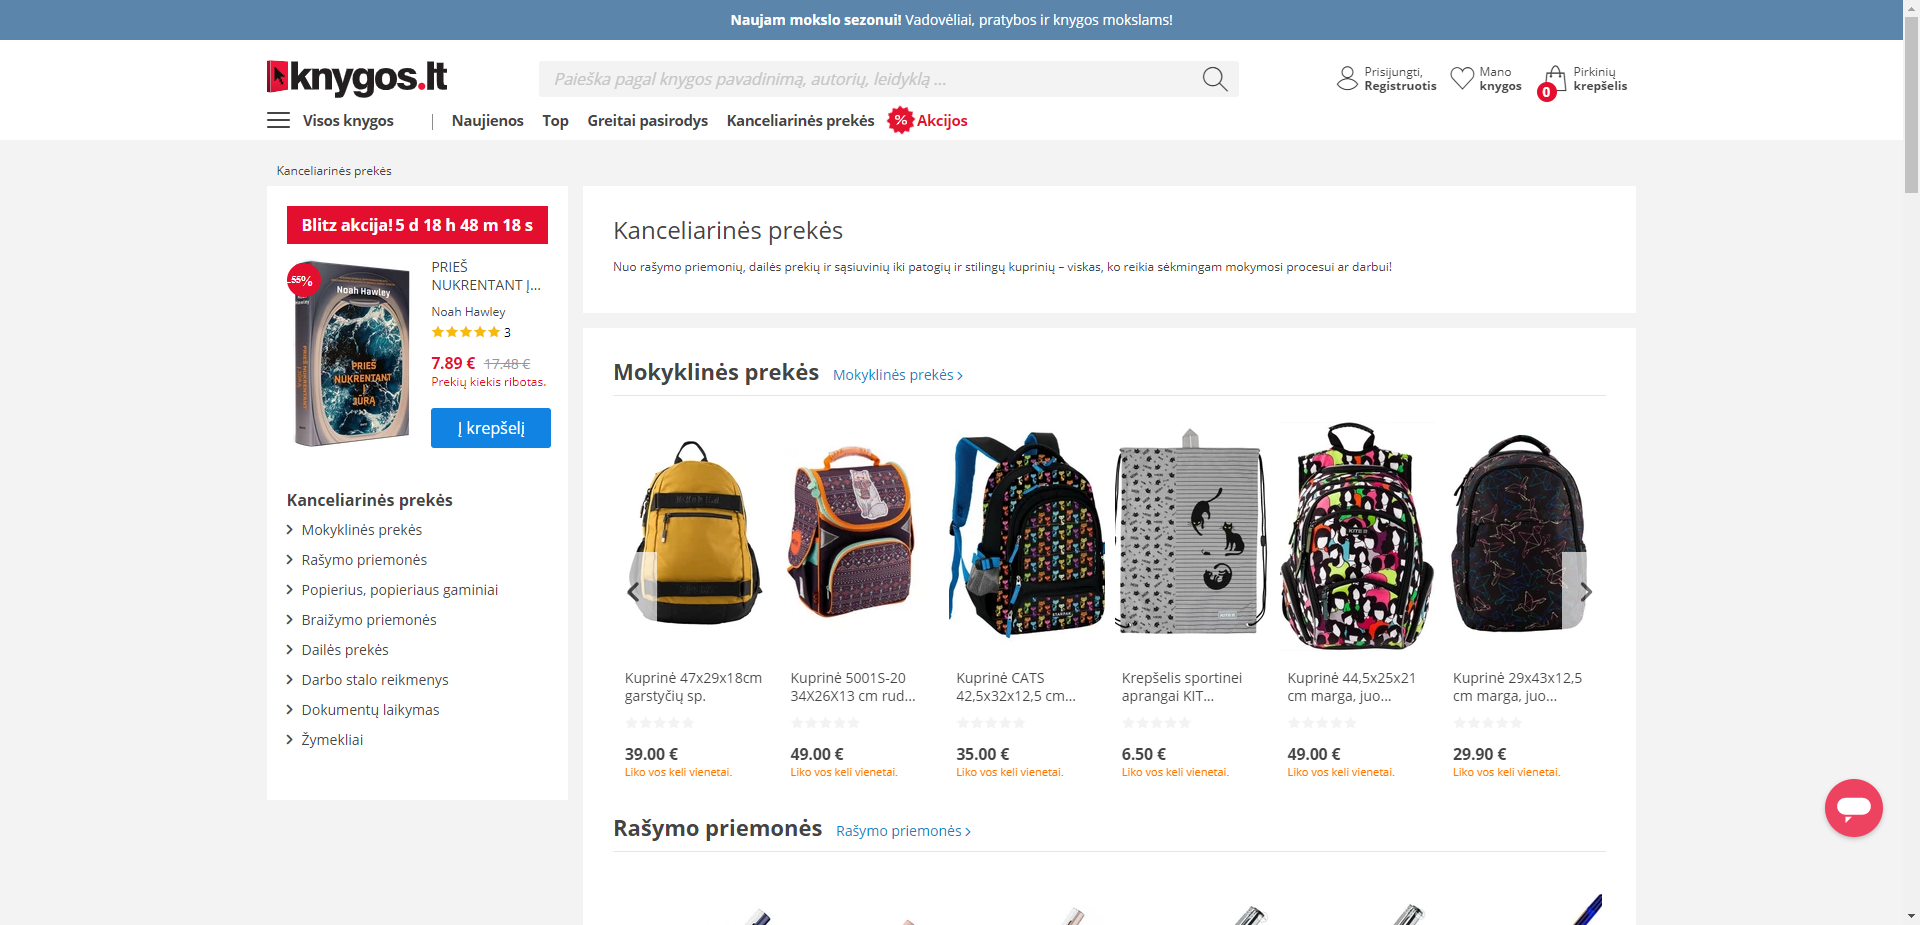 Naujam mokslo sezonui! Vadovėliai, pratybos ir knygos mokslams!
knygos.lt
Paieška pagal knygos pavadinimą, autorių, leidyklą ...
Prisijungti,
Registruotis
Mano
knygos
0
Pirkinių
krepšelis
Visos knygos
Naujienos
Top
Greitai pasirodys
Kanceliarinės prekės
%
Akcijos
Kanceliarinės prekės
Blitz akcija! 5 d 18 h 48 m 18 s
-55%
Noah Hawley
PRIEŠ
NUKRENTANT
Į
JŪRĄ
PRIEŠ NUKRENTANT Į JŪRĄ
PRIEŠ
NUKRENTANT Į...
Noah Hawley
3
7.89 € 17.48 €
Prekių kiekis ribotas.
Į krepšelį
Kanceliarinės prekės
Mokyklinės prekės
Rašymo priemonės
Popierius, popieriaus gaminiai
Braižymo priemonės
Dailės prekės
Darbo stalo reikmenys
Dokumentų laikymas
Žymekliai
Kanceliarinės prekės
Nuo rašymo priemonių, dailės prekių ir sąsiuvinių iki patogių ir stilingų kuprinių – viskas, ko reikia sėkmingam mokymosi procesui ar darbui!
Mokyklinės prekės
Mokyklinės prekės
Kuprinė 47x29x18cm
garstyčių sp.
39.00 €
Liko vos keli vienetai.
Kuprinė 5001S-20
34X26X13 cm rud...
49.00 €
Liko vos keli vienetai.
Kuprinė CATS
42,5x32x12,5 cm...
35.00 €
Liko vos keli vienetai.
Krepšelis sportinei
aprangai KIT...
6.50 €
Liko vos keli vienetai.
Kuprinė 44,5x25x21
cm marga, juo...
49.00 €
Liko vos keli vienetai.
Kuprinė 29x43x12,5
cm marga, juo...
29.90 €
Liko vos keli vienetai.
Rašymo priemonės
Rašymo priemonės